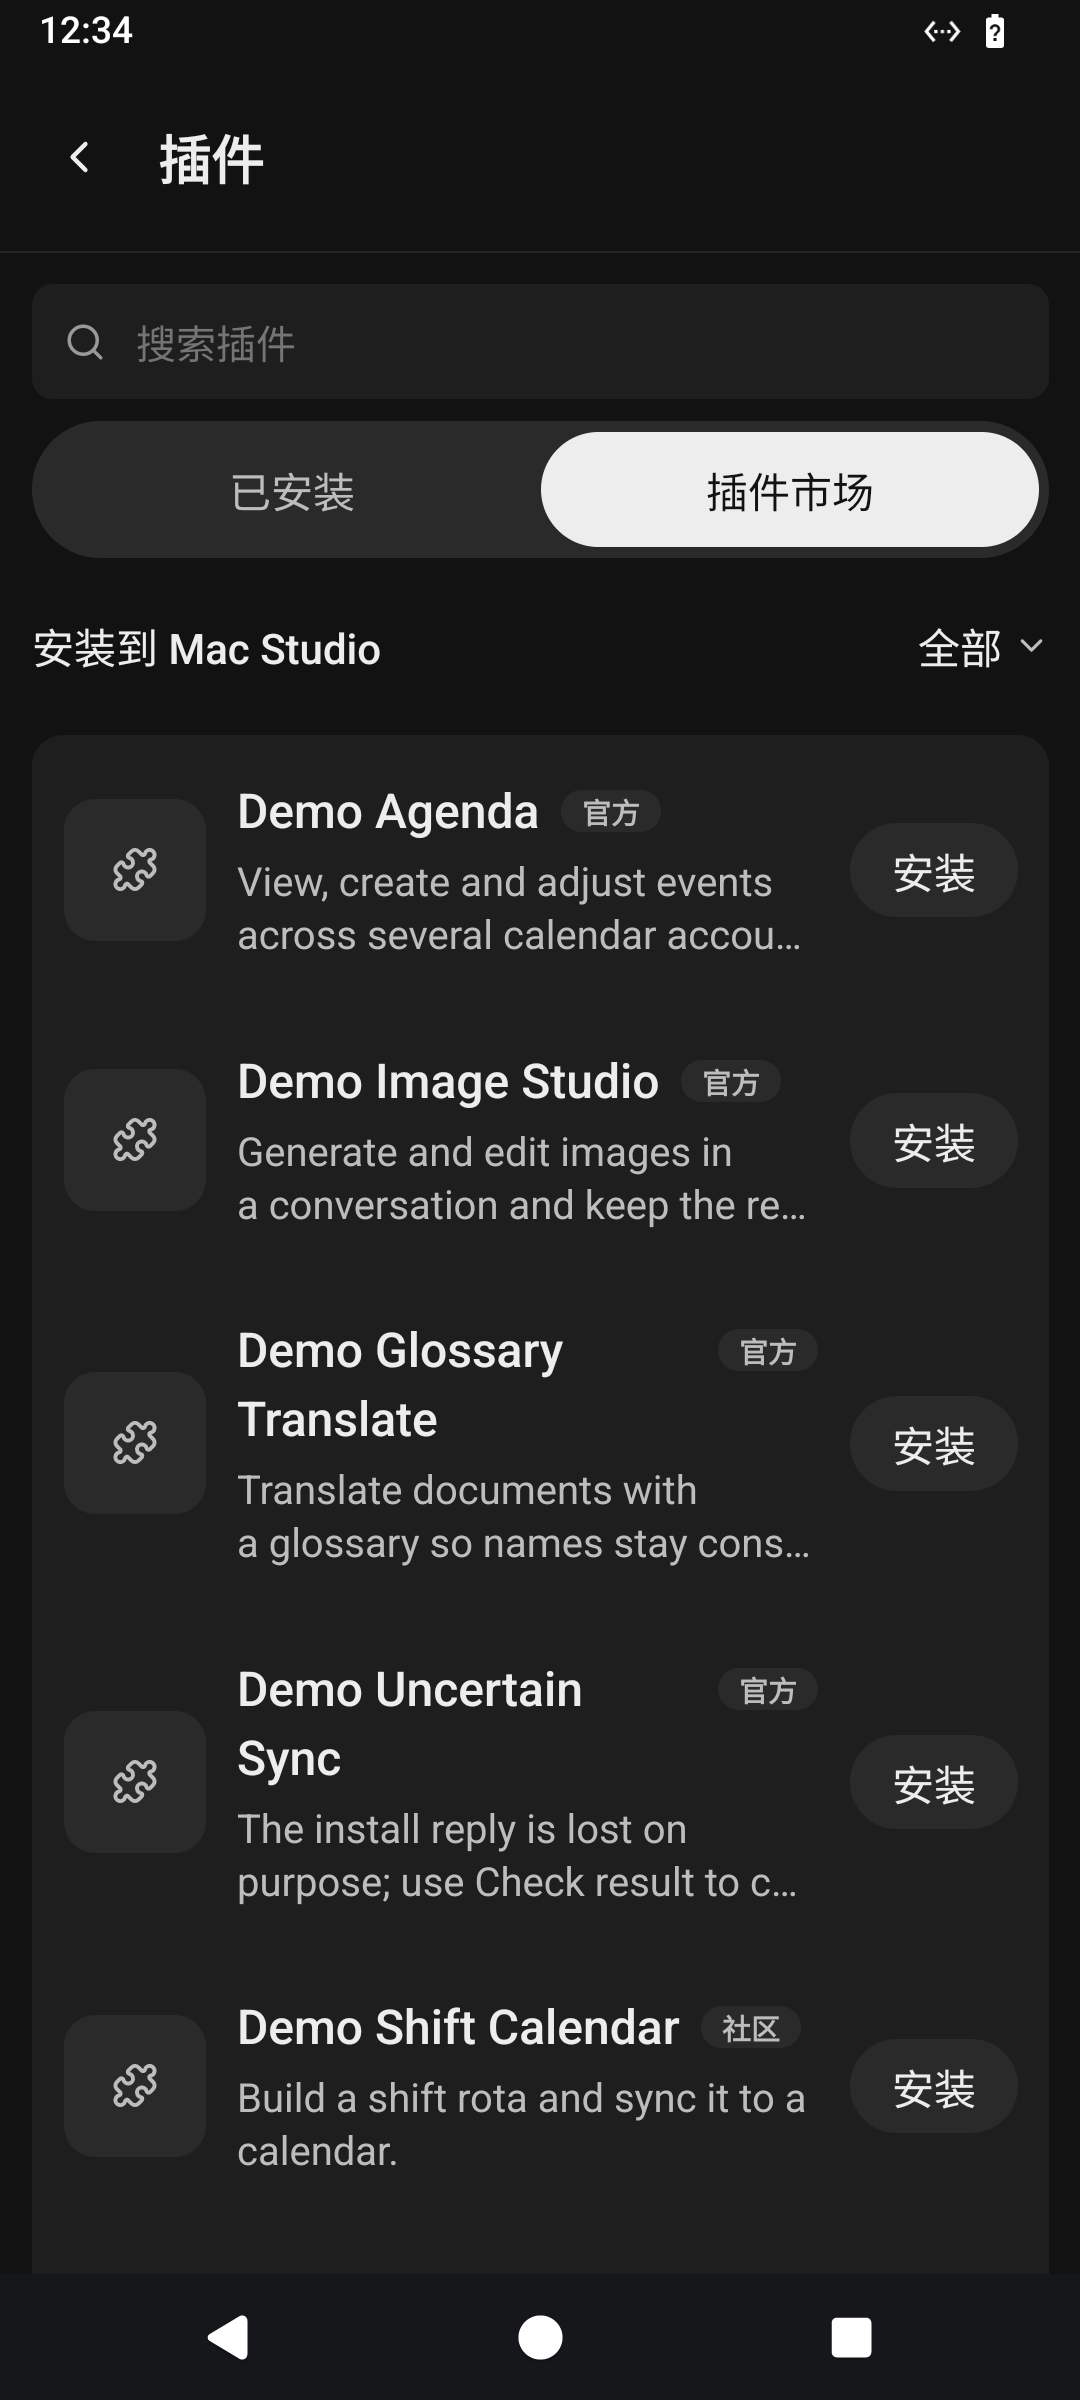 12:34
插件
搜索插件
已安装
插件市场
安装到 Mac Studio
全部
Demo Agenda 官方
View, create and adjust events
across several calendar accou…
安装
Demo Image Studio 官方
Generate and edit images in
a conversation and keep the re…
安装
Demo Glossary 官方
Translate
Translate documents with
a glossary so names stay cons…
安装
Demo Uncertain 官方
Sync
The install reply is lost on
purpose; use Check result to c…
安装
Demo Shift Calendar 社区
Build a shift rota and sync it to a
calendar.
安装